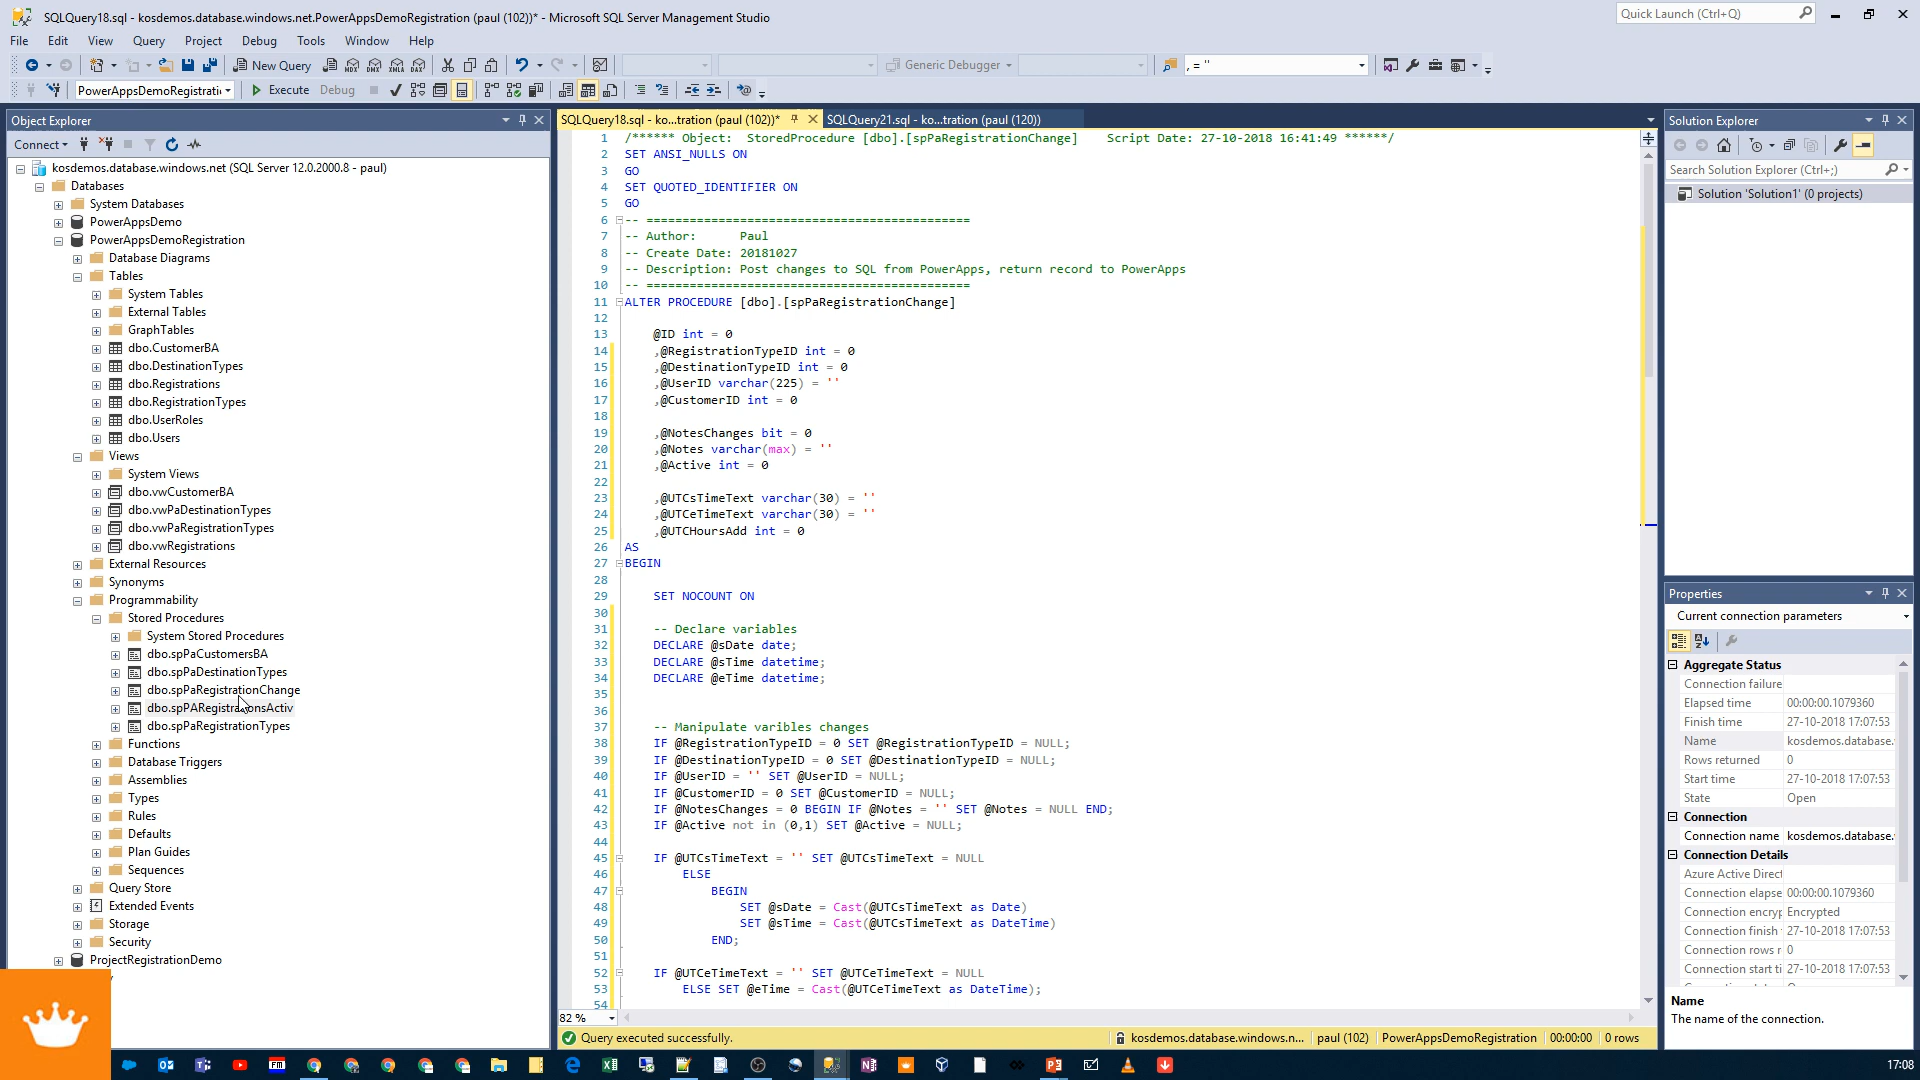 SQLQuery18.sql - kosdemos.database.windows.net.PowerAppsDemoRegistration (paul (102))* - Microsoft SQL Server Management Studio
Quick Launch (Ctrl+Q)
File Edit View Query Project Debug Tools Window Help
New Query
Generic Debugger
, = ''
PowerAppsDemoRegistrati
Execute Debug
Object Explorer
Connect
kosdemos.database.windows.net (SQL Server 12.0.2000.8 - paul)
Databases
System Databases
PowerAppsDemo
PowerAppsDemoRegistration
Database Diagrams
Tables
System Tables
External Tables
GraphTables
dbo.CustomerBA
dbo.DestinationTypes
dbo.Registrations
dbo.RegistrationTypes
dbo.UserRoles
dbo.Users
Views
System Views
dbo.vwCustomerBA
dbo.vwPaDestinationTypes
dbo.vwPaRegistrationTypes
dbo.vwRegistrations
External Resources
Synonyms
Programmability
Stored Procedures
System Stored Procedures
dbo.spPaCustomersBA
dbo.spPaDestinationTypes
dbo.spPaRegistrationChange
dbo.spPARegistrationsActiv
dbo.spPaRegistrationTypes
Functions
Database Triggers
Assemblies
Types
Rules
Defaults
Plan Guides
Sequences
Query Store
Extended Events
Storage
Security
ProjectRegistrationDemo
SQLQuery18.sql - ko...tration (paul (102))*
SQLQuery21.sql - ko...tration (paul (120))
1 /****** Object:  StoredProcedure [dbo].[spPaRegistrationChange]    Script Date: 27-10-2018 16:41:49 ******/
2 SET ANSI_NULLS ON
3 GO
4 SET QUOTED_IDENTIFIER ON
5 GO
6 -- =============================================
7 -- Author:      Paul
8 -- Create Date: 20181027
9 -- Description: Post changes to SQL from PowerApps, return record to PowerApps
10 -- =============================================
11 ALTER PROCEDURE [dbo].[spPaRegistrationChange]
12
13 @ID int = 0
14 ,@RegistrationTypeID int = 0
15 ,@DestinationTypeID int = 0
16 ,@UserID varchar(225) = ''
17 ,@CustomerID int = 0
18
19 ,@NotesChanges bit = 0
20 ,@Notes varchar(max) = ''
21 ,@Active int = 0
22
23 ,@UTCsTimeText varchar(30) = ''
24 ,@UTCeTimeText varchar(30) = ''
25 ,@UTCHoursAdd int = 0
26 AS
27 BEGIN
28
29 SET NOCOUNT ON
30
31 -- Declare variables
32 DECLARE @sDate date;
33 DECLARE @sTime datetime;
34 DECLARE @eTime datetime;
35
36
37 -- Manipulate varibles changes
38 IF @RegistrationTypeID = 0 SET @RegistrationTypeID = NULL;
39 IF @DestinationTypeID = 0 SET @DestinationTypeID = NULL;
40 IF @UserID = '' SET @UserID = NULL;
41 IF @CustomerID = 0 SET @CustomerID = NULL;
42 IF @NotesChanges = 0 BEGIN IF @Notes = '' SET @Notes = NULL END;
43 IF @Active not in (0,1) SET @Active = NULL;
44
45 IF @UTCsTimeText = '' SET @UTCsTimeText = NULL
46 ELSE
47 BEGIN
48 SET @sDate = Cast(@UTCsTimeText as Date)
49 SET @sTime = Cast(@UTCsTimeText as DateTime)
50 END;
51
52 IF @UTCeTimeText = '' SET @UTCeTimeText = NULL
53 ELSE SET @eTime = Cast(@UTCeTimeText as DateTime);
54
82 %
Query executed successfully.
kosdemos.database.windows.n... paul (102) PowerAppsDemoRegistration 00:00:00 0 rows
Solution Explorer
Search Solution Explorer (Ctrl+;)
Solution 'Solution1' (0 projects)
Properties
Current connection parameters
Aggregate Status
Connection failure
Elapsed time 00:00:00.1079360
Finish time 27-10-2018 17:07:53
Name kosdemos.database.
Rows returned 0
Start time 27-10-2018 17:07:53
State Open
Connection
Connection name kosdemos.database.
Connection Details
Azure Active Direct
Connection elapse 00:00:00.1079360
Connection encryp Encrypted
Connection finish 27-10-2018 17:07:53
Connection rows r 0
Connection start ti 27-10-2018 17:07:53
Name
The name of the connection.
17:08